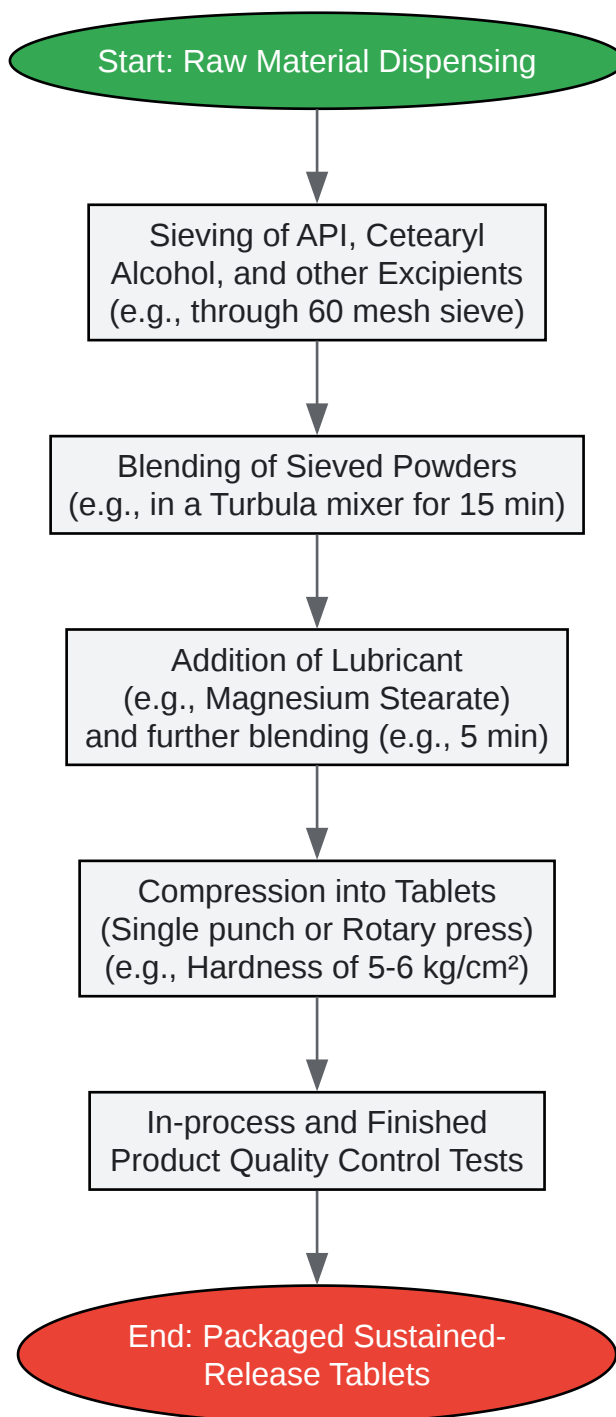 Start: Raw Material Dispensing
Sieving of API, Cetearyl
Alcohol, and other Excipients
(e.g., through 60 mesh sieve)
Blending of Sieved Powders
(e.g., in a Turbula mixer for 15 min)
Addition of Lubricant
(e.g., Magnesium Stearate)
and further blending (e.g., 5 min)
Compression into Tablets
(Single punch or Rotary press)
(e.g., Hardness of 5-6 kg/cm²)
In-process and Finished
Product Quality Control Tests
End: Packaged Sustained-
Release Tablets